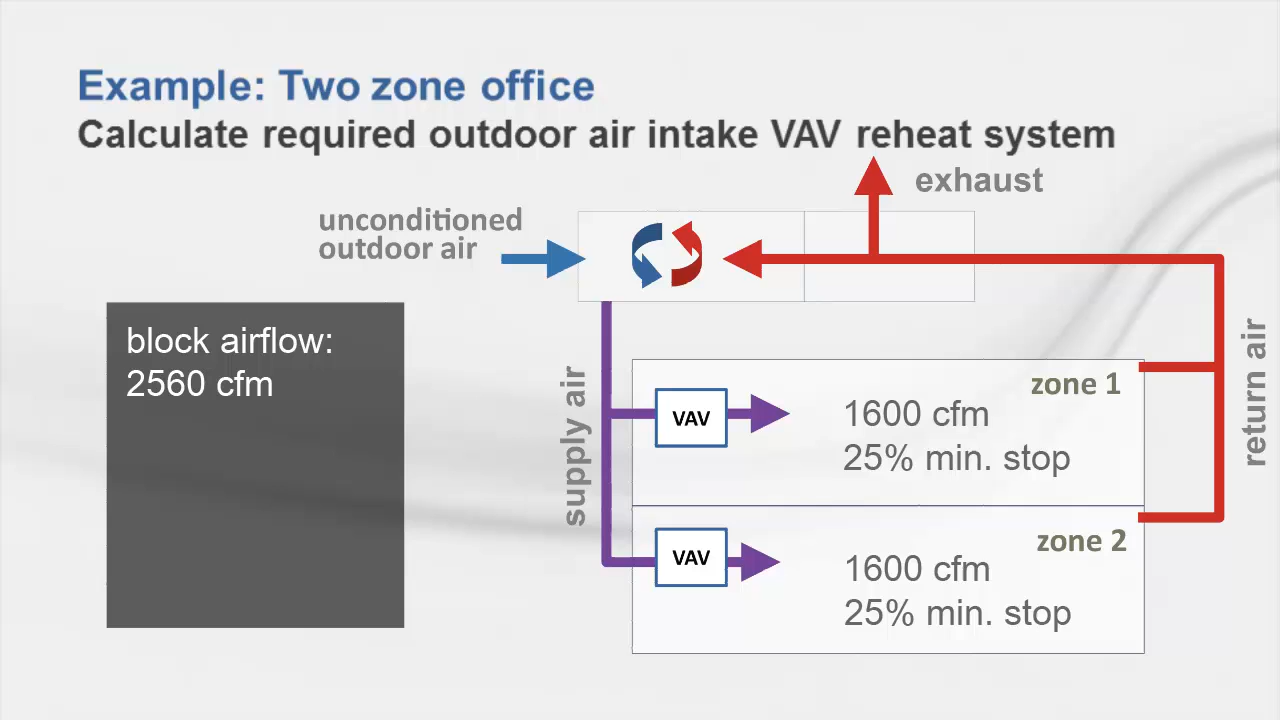 Example: Two zone office
Calculate required outdoor air intake VAV reheat system
exhaust
unconditioned
outdoor air
block airflow:
2560 cfm
supply air
return air
zone 1
VAV
1600 cfm
25% min. stop
zone 2
VAV
1600 cfm
25% min. stop